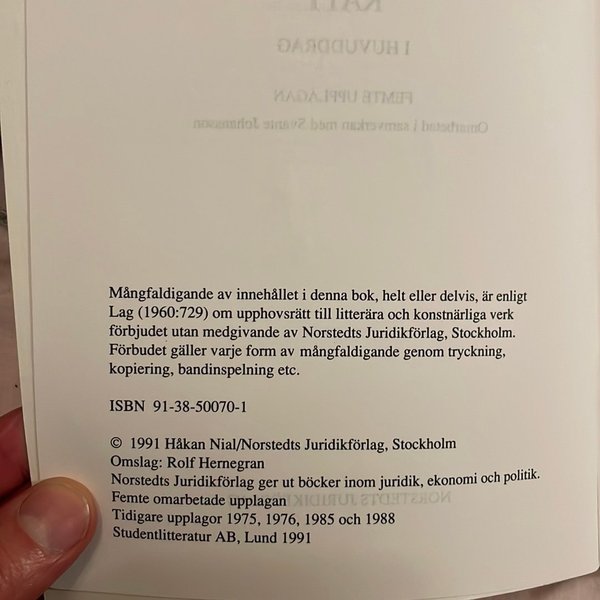 RÄTT
I HUVUDDRAG
FEMTE UPPLAGAN
Omarbetad i samverkan med Svante Johansson
Mångfaldigande av innehållet i denna bok, helt eller delvis, är enligt
Lag (1960:729) om upphovsrätt till litterära och konstnärliga verk
förbjudet utan medgivande av Norstedts Juridikförlag, Stockholm.
Förbudet gäller varje form av mångfaldigande genom tryckning,
kopiering, bandinspelning etc.
ISBN 91-38-50070-1
© 1991 Håkan Nial/Norstedts Juridikförlag, Stockholm
Omslag: Rolf Hernegran
Norstedts Juridikförlag ger ut böcker inom juridik, ekonomi och politik.
Femte omarbetade upplagan
Tidigare upplagor 1975, 1976, 1985 och 1988
Studentlitteratur AB, Lund 1991